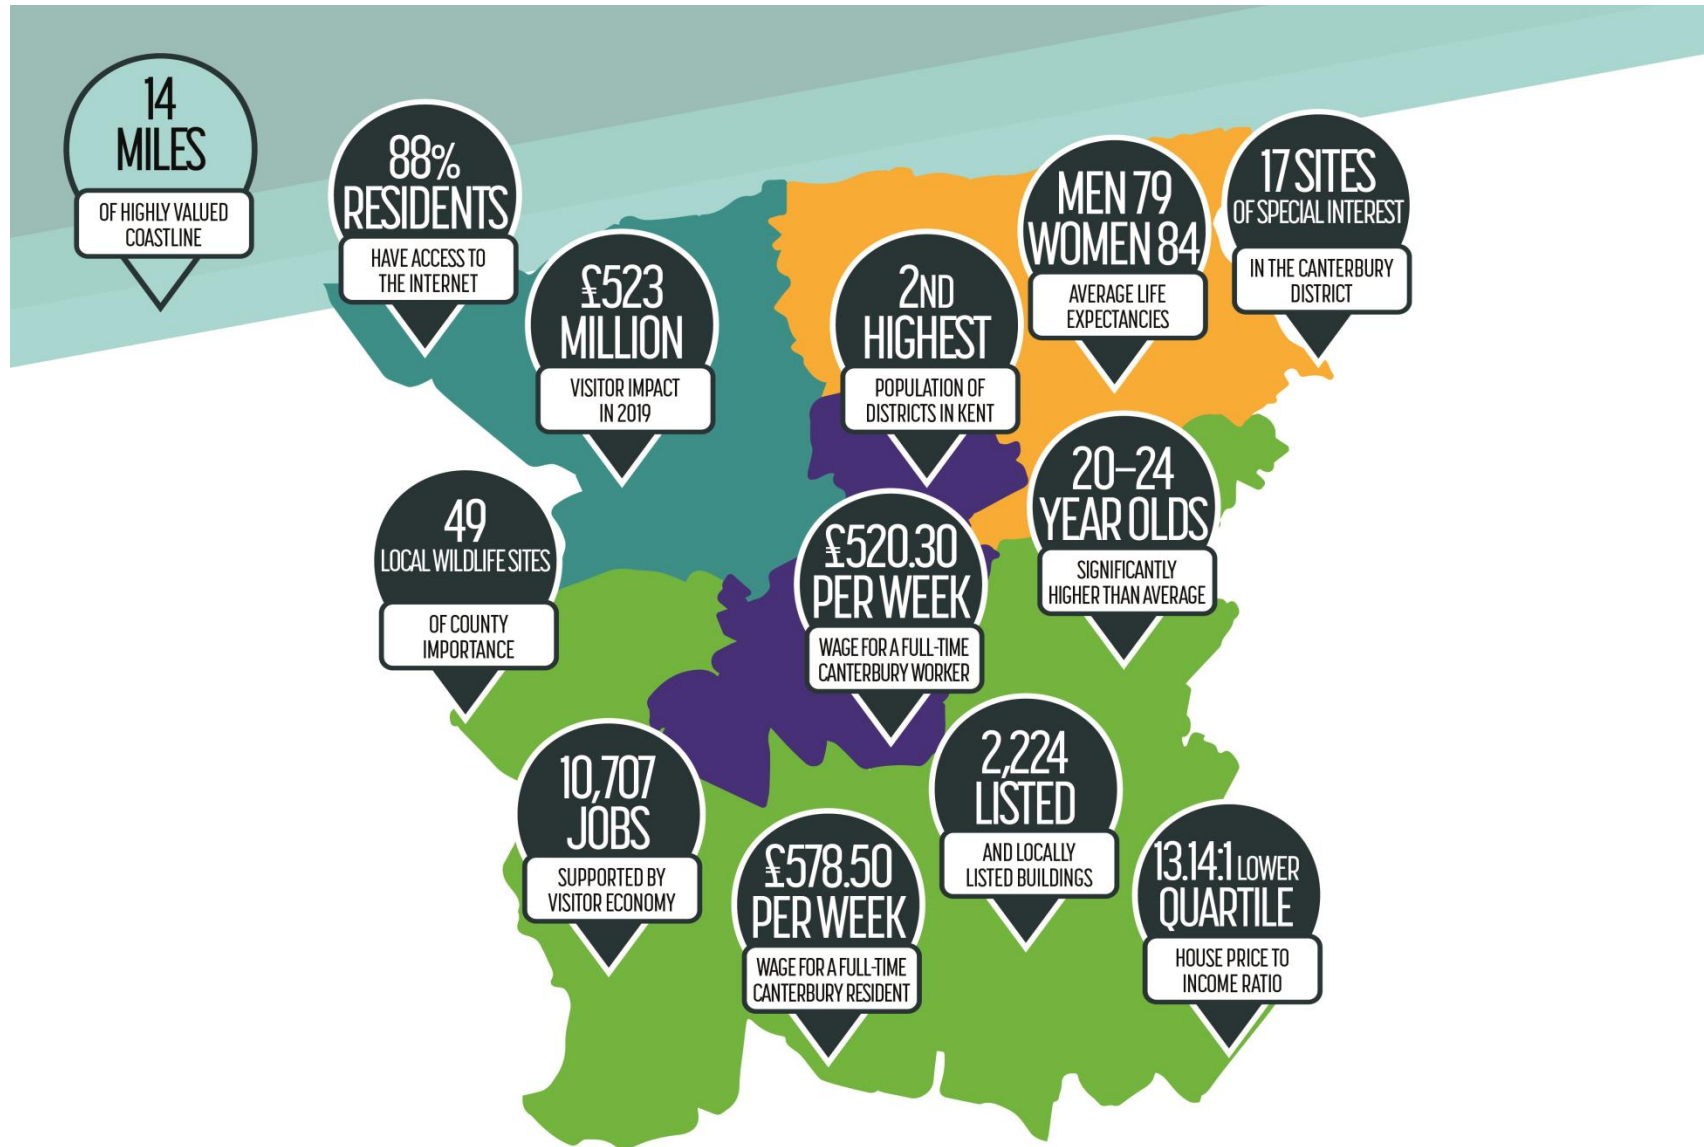 14
MILES
OF HIGHLY VALUED
COASTLINE
88%
RESIDENTS
HAVE ACCESS TO
THE INTERNET
£523
MILLION
VISITOR IMPACT
IN 2019
2ND
HIGHEST
POPULATION OF
DISTRICTS IN KENT
MEN 79
WOMEN 84
AVERAGE LIFE
EXPECTANCIES
17 SITES
OF SPECIAL INTEREST
IN THE CANTERBURY
DISTRICT
49
LOCAL WILDLIFE SITES
OF COUNTY
IMPORTANCE
£520.30
PER WEEK
WAGE FOR A FULL-TIME
CANTERBURY WORKER
20–24
YEAR OLDS
SIGNIFICANTLY
HIGHER THAN AVERAGE
10,707
JOBS
SUPPORTED BY
VISITOR ECONOMY
£578.50
PER WEEK
WAGE FOR A FULL-TIME
CANTERBURY RESIDENT
2,224
LISTED
AND LOCALLY
LISTED BUILDINGS
13.14:1 LOWER
QUARTILE
HOUSE PRICE TO
INCOME RATIO